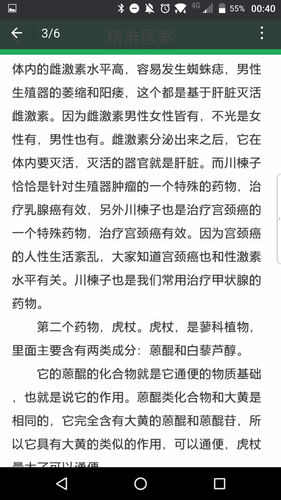 4G 55% 00:40
3/6
精准医案
体内的雌激素水平高，容易发生蜘蛛痣，男性
生殖器的萎缩和阳痿，这个都是基于肝脏灭活
雌激素。因为雌激素男性女性皆有，不光是女
性有，男性也有。雌激素分泌出来之后，它在
体内要灭活，灭活的器官就是肝脏。而川楝子
恰恰是针对生殖器肿瘤的一个特殊的药物，治
疗乳腺癌有效，另外川楝子也是治疗宫颈癌的
一个特殊药物，治疗宫颈癌有效。因为宫颈癌
的人性生活紊乱，大家知道宫颈癌也和性激素
水平有关。川楝子也是我们常用治疗甲状腺的
药物。
第二个药物，虎杖。虎杖，是蓼科植物，
里面主要含有两类成分：蒽醌和白藜芦醇。
它的蒽醌的化合物就是它通便的物质基础
，也就是说它的作用。蒽醌类化合物和大黄是
相同的，它完全含有大黄的蒽醌和蒽醌苷，所
以它具有大黄的类似的作用，可以通便，虎杖
量大了可以通便